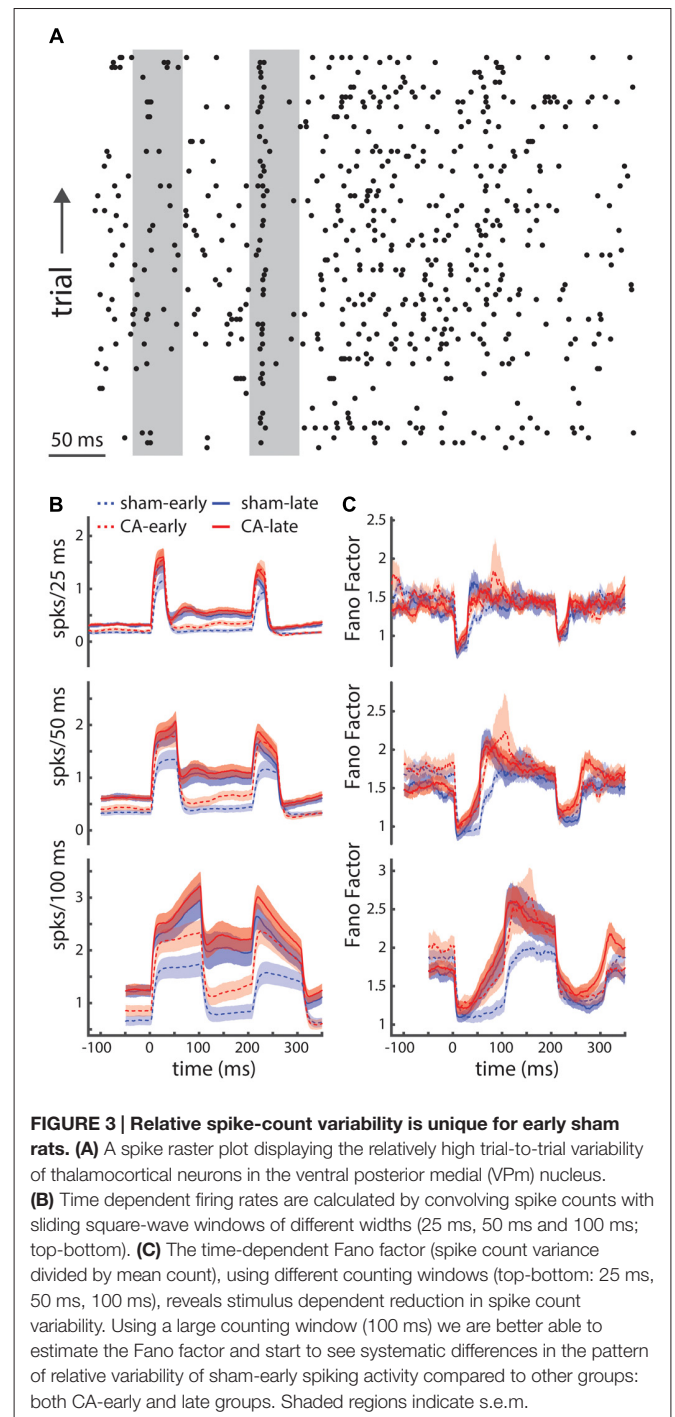 A
trial
50 ms
B
sham-early
sham-late
CA-early
CA-late
C
spks/25 ms
2
1
0
Fano Factor
2.5
2
1.5
1
spks/50 ms
2
1
0
Fano Factor
2.5
2
1.5
1
spks/100 ms
3
2
1
Fano Factor
3
2.5
2
1.5
1
-100 0 100 300
time (ms)
-100 0 100 300
time (ms)
FIGURE 3 | Relative spike-count variability is unique for early sham
rats. (A) A spike raster plot displaying the relatively high trial-to-trial variability
of thalamocortical neurons in the ventral posterior medial (VPm) nucleus.
(B) Time dependent firing rates are calculated by convolving spike counts with
sliding square-wave windows of different widths (25 ms, 50 ms and 100 ms;
top-bottom). (C) The time-dependent Fano factor (spike count variance
divided by mean count), using different counting windows (top-bottom: 25 ms,
50 ms, 100 ms), reveals stimulus dependent reduction in spike count
variability. Using a large counting window (100 ms) we are better able to
estimate the Fano factor and start to see systematic differences in the pattern
of relative variability of sham-early spiking activity compared to other groups:
both CA-early and late groups. Shaded regions indicate s.e.m.